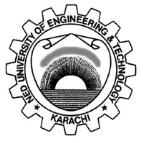 NED UNIVERSITY OF ENGINEERING & TECHNOLOGY
KARACHI